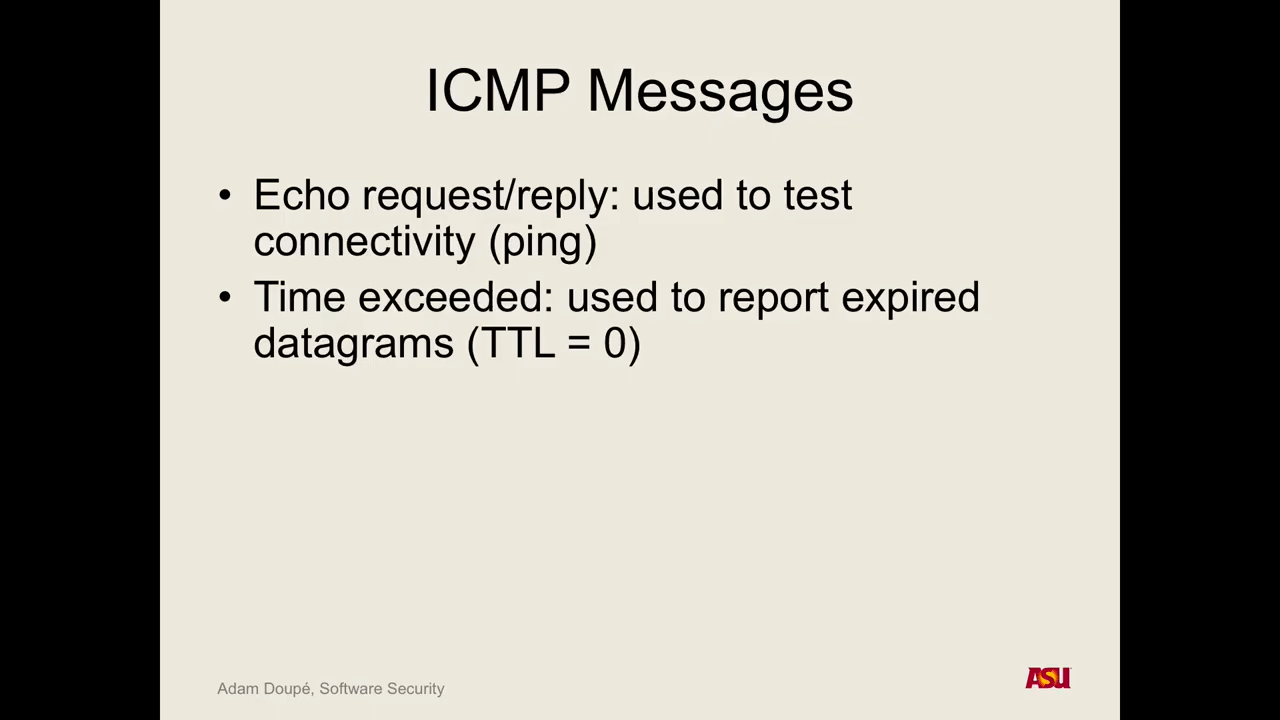 ICMP Messages
• Echo request/reply: used to test
connectivity (ping)
• Time exceeded: used to report expired
datagrams (TTL = 0)
Adam Doupé, Software Security
ASU